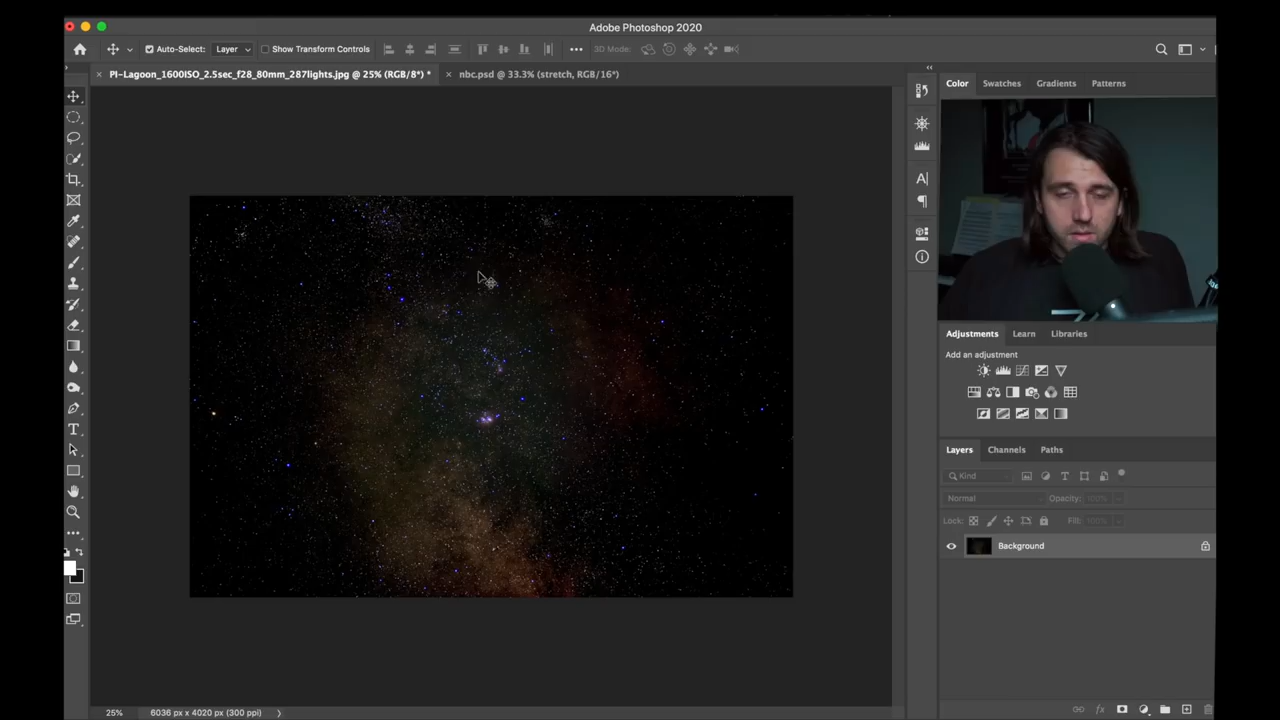 Adobe Photoshop 2020
Auto-Select: Layer Show Transform Controls 3D Mode:
PI-Lagoon_1600ISO_2.5sec_f28_80mm_287lights.jpg @ 25% (RGB/8*) * nbc.psd @ 33.3% (stretch, RGB/16*)
Color Swatches Gradients Patterns
Adjustments Learn Libraries
Add an adjustment
Layers Channels Paths
Kind
Normal Opacity: 100%
Lock: Fill: 100%
Background
25% 6036 px x 4020 px (300 ppi)